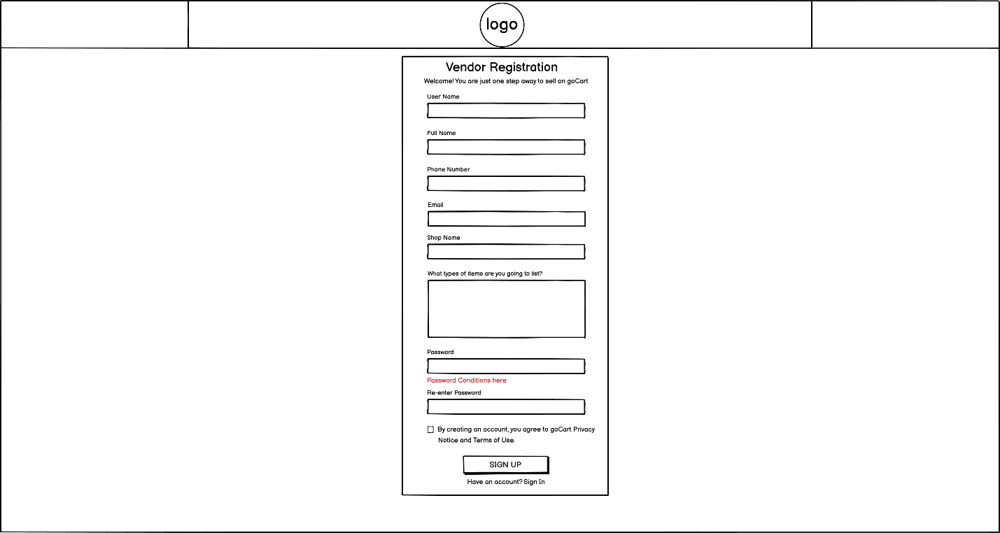 logo
Vendor Registration
Welcome! You are just one step away to sell on goCart
User Name
Full Name
Phone Number
Email
Shop Name
What types of items are you going to list?
Password
Password Conditions here
Re-enter Password
By creating an account, you agree to goCart Privacy
Notice and Terms of Use.
SIGN UP
Have an account? Sign In